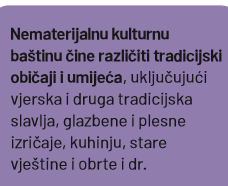 Nematerijalnu kulturnu
baštinu čine različiti tradicijski
običaji i umijeća, uključujući
vjerska i druga tradicijska
slavlja, glazbene i plesne
izričaje, kuhinju, stare
vještine i obrte i dr.